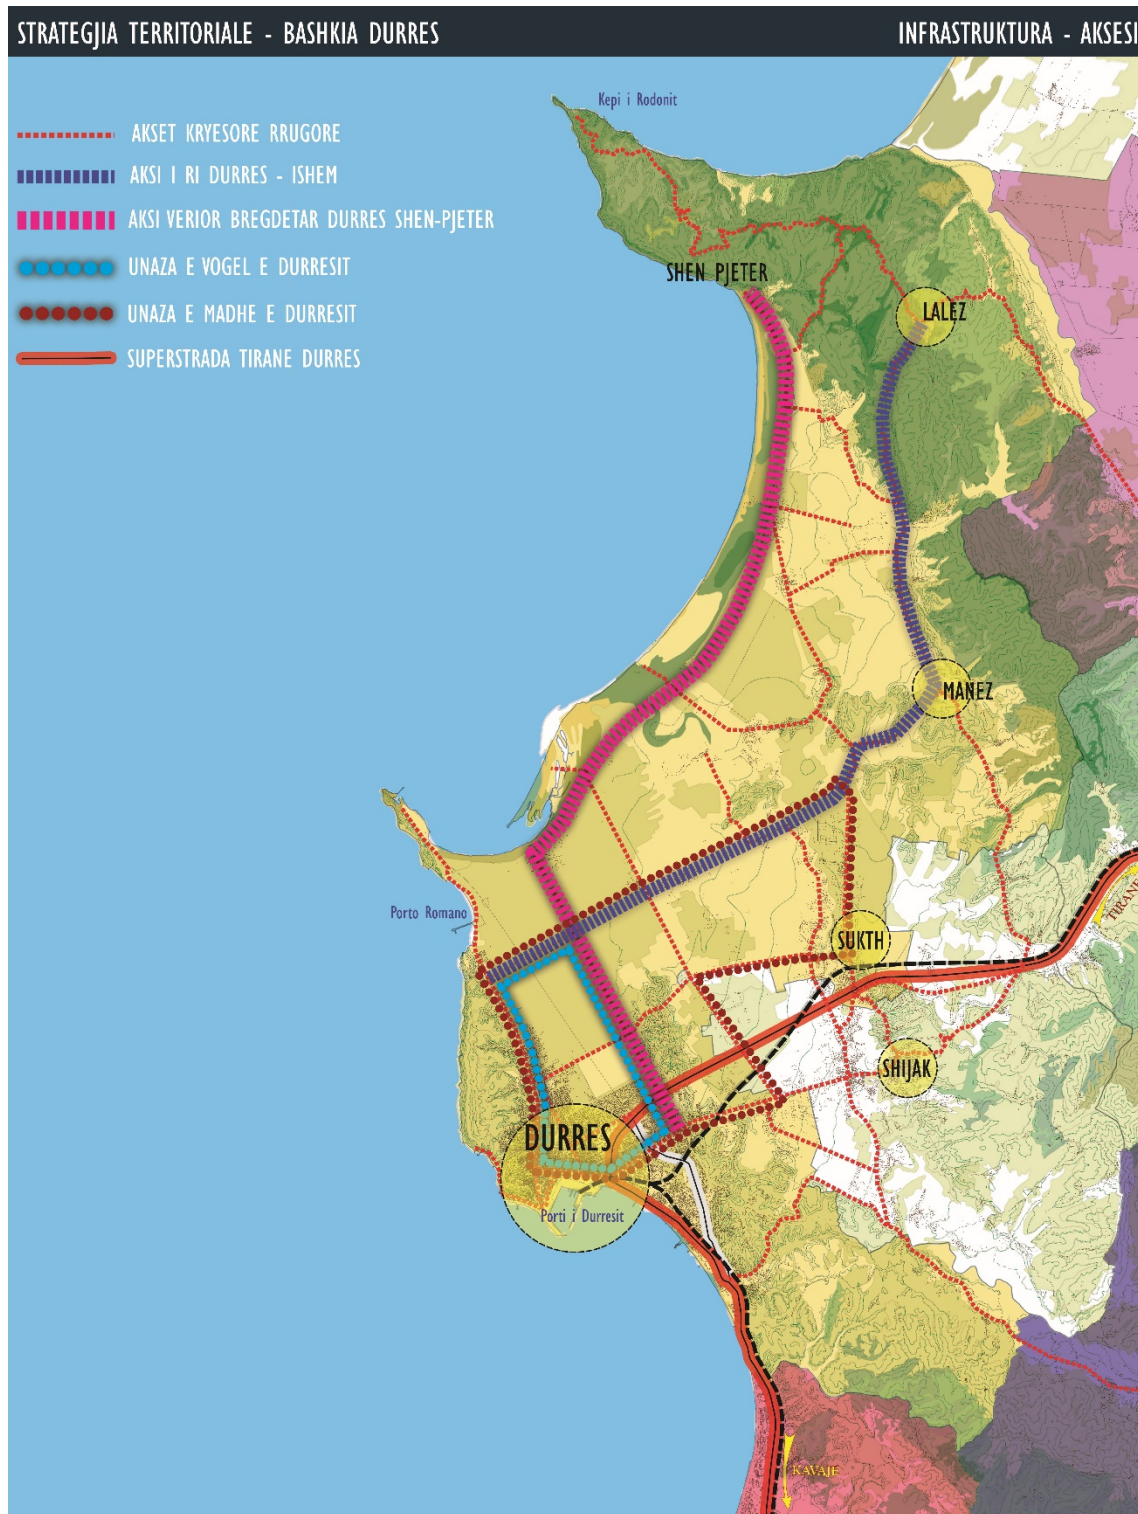 STRATEGJIA TERRITORIALE - BASHKIA DURRES
INFRASTRUKTURA - AKSESI
Kepi i Rodonit
AKSET KRYESORE RRUGORE
AKSI I RI DURRES - ISHEM
AKSI VERIOR BREGDETAR DURRES SHEN-PJETER
UNAZA E VOGEL E DURRESIT
UNAZA E MADHE E DURRESIT
SUPERSTRADA TIRANE DURRES
SHEN PJETER
LALEZ
MANEZ
Porto Romano
TIRANE
SUKTH
SHIJAK
DURRES
Porti i Durresit
KAVAJE